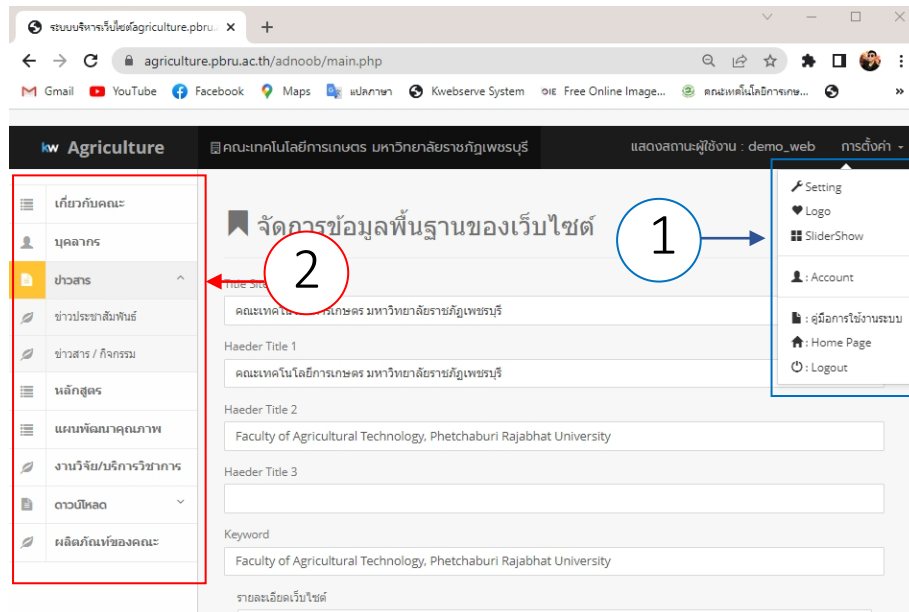 ระบบบริหารเว็บไซต์agriculture.pbru.
agriculture.pbru.ac.th/adnoob/main.php
Gmail YouTube Facebook Maps แปลภาษา Kwebserve System Free Online Image... คณะเทคโนโลยีการเกษ... »
kw Agriculture คณะเทคโนโลยีการเกษตร มหาวิทยาลัยราชภัฏเพชรบุรี แสดงสถานะผู้ใช้งาน : demo_web การตั้งค่า
Setting
Logo
SliderShow
: Account
: คู่มือการใช้งานระบบ
: Home Page
: Logout
1
เกี่ยวกับคณะ
บุคลากร
ข่าวสาร
ข่าวประชาสัมพันธ์
ข่าวสาร / กิจกรรม
หลักสูตร
แผนพัฒนาคุณภาพ
งานวิจัย/บริการวิชาการ
ดาวน์โหลด
ผลิตภัณฑ์ของคณะ
2
จัดการข้อมูลพื้นฐานของเว็บไซต์
Title Site
คณะเทคโนโลยีการเกษตร มหาวิทยาลัยราชภัฏเพชรบุรี
Haeder Title 1
คณะเทคโนโลยีการเกษตร มหาวิทยาลัยราชภัฏเพชรบุรี
Haeder Title 2
Faculty of Agricultural Technology, Phetchaburi Rajabhat University
Haeder Title 3
Keyword
Faculty of Agricultural Technology, Phetchaburi Rajabhat University
รายละเอียดเว็บไซต์